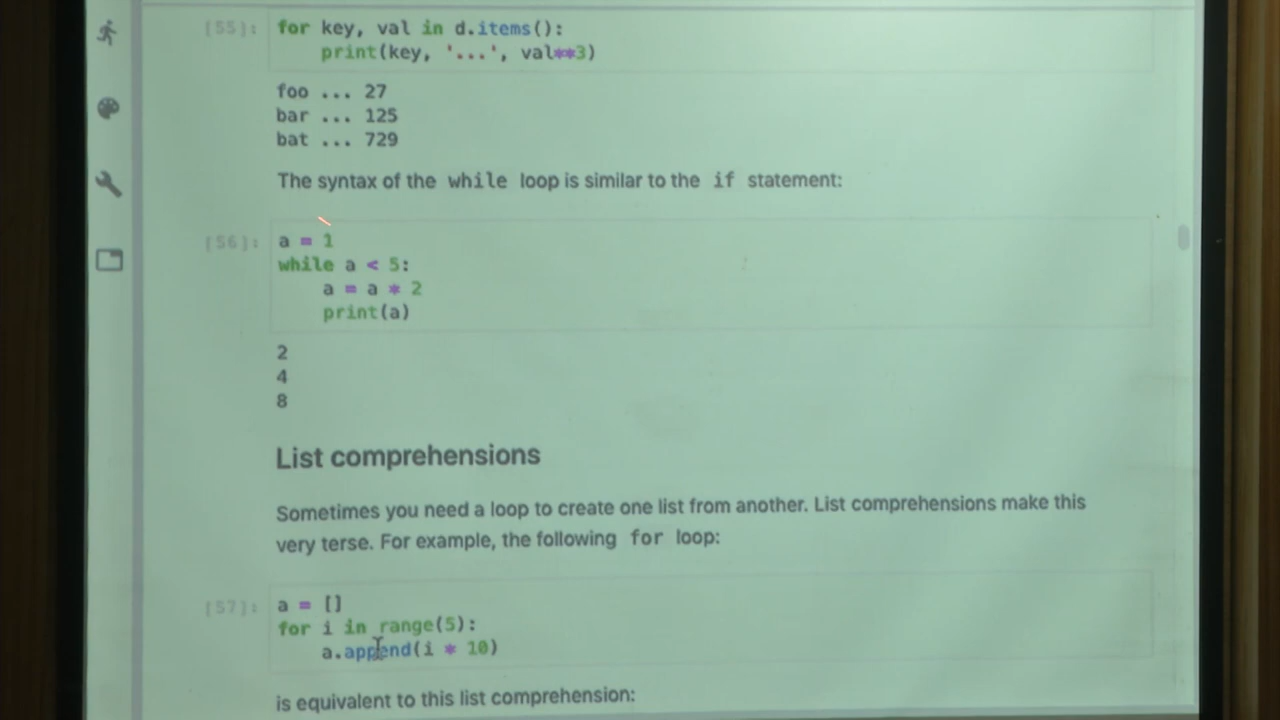 [55]: for key, val in d.items():
print(key, '...', val**3)
foo ... 27
bar ... 125
bat ... 729
The syntax of the while loop is similar to the if statement:
[56]: a = 1
while a < 5:
a = a * 2
print(a)
2
4
8
List comprehensions
Sometimes you need a loop to create one list from another. List comprehensions make this
very terse. For example, the following for loop:
[57]: a = []
for i in range(5):
a.append(i * 10)
is equivalent to this list comprehension: